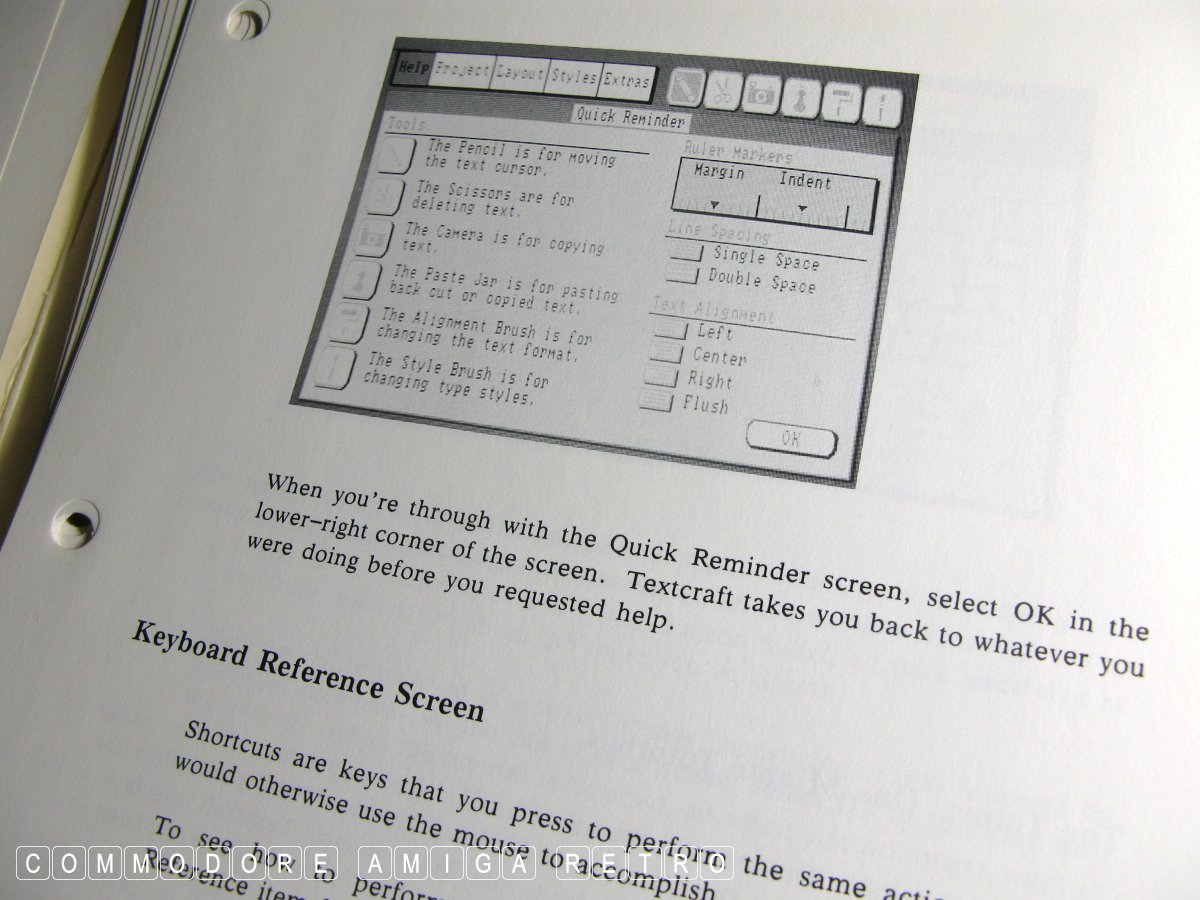 Help Project Layout Styles Extras
Quick Reminder
Tools
The Pencil is for moving
the text cursor.
The Scissors are for
deleting text.
The Camera is for copying
text.
The Paste Jar is for pasting
back cut or copied text.
The Alignment Brush is for
changing the text format.
The Style Brush is for
changing type styles.
Ruler Markers
Margin Indent
Line Spacing
Single Space
Double Space
Text Alignment
Left
Center
Right
Flush
OK
When you're through with the Quick Reminder screen, select OK in the
lower-right corner of the screen. Textcraft takes you back to whatever you
were doing before you requested help.
Keyboard Reference Screen
Shortcuts are keys that you press to perform the same
would otherwise use the mouse to accomplish
To see how to
Reference item
COMMODORE AMIGA RETRO